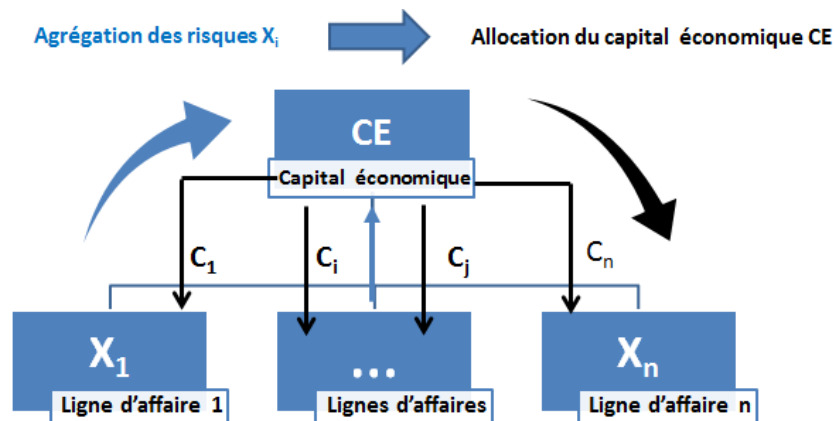 Agrégation des risques Xi
Allocation du capital économique CE
CE
Capital économique
C1
Ci
Cj
Cn
X1
...
Xn
Ligne d'affaire 1
Lignes d'affaires
Ligne d'affaire n